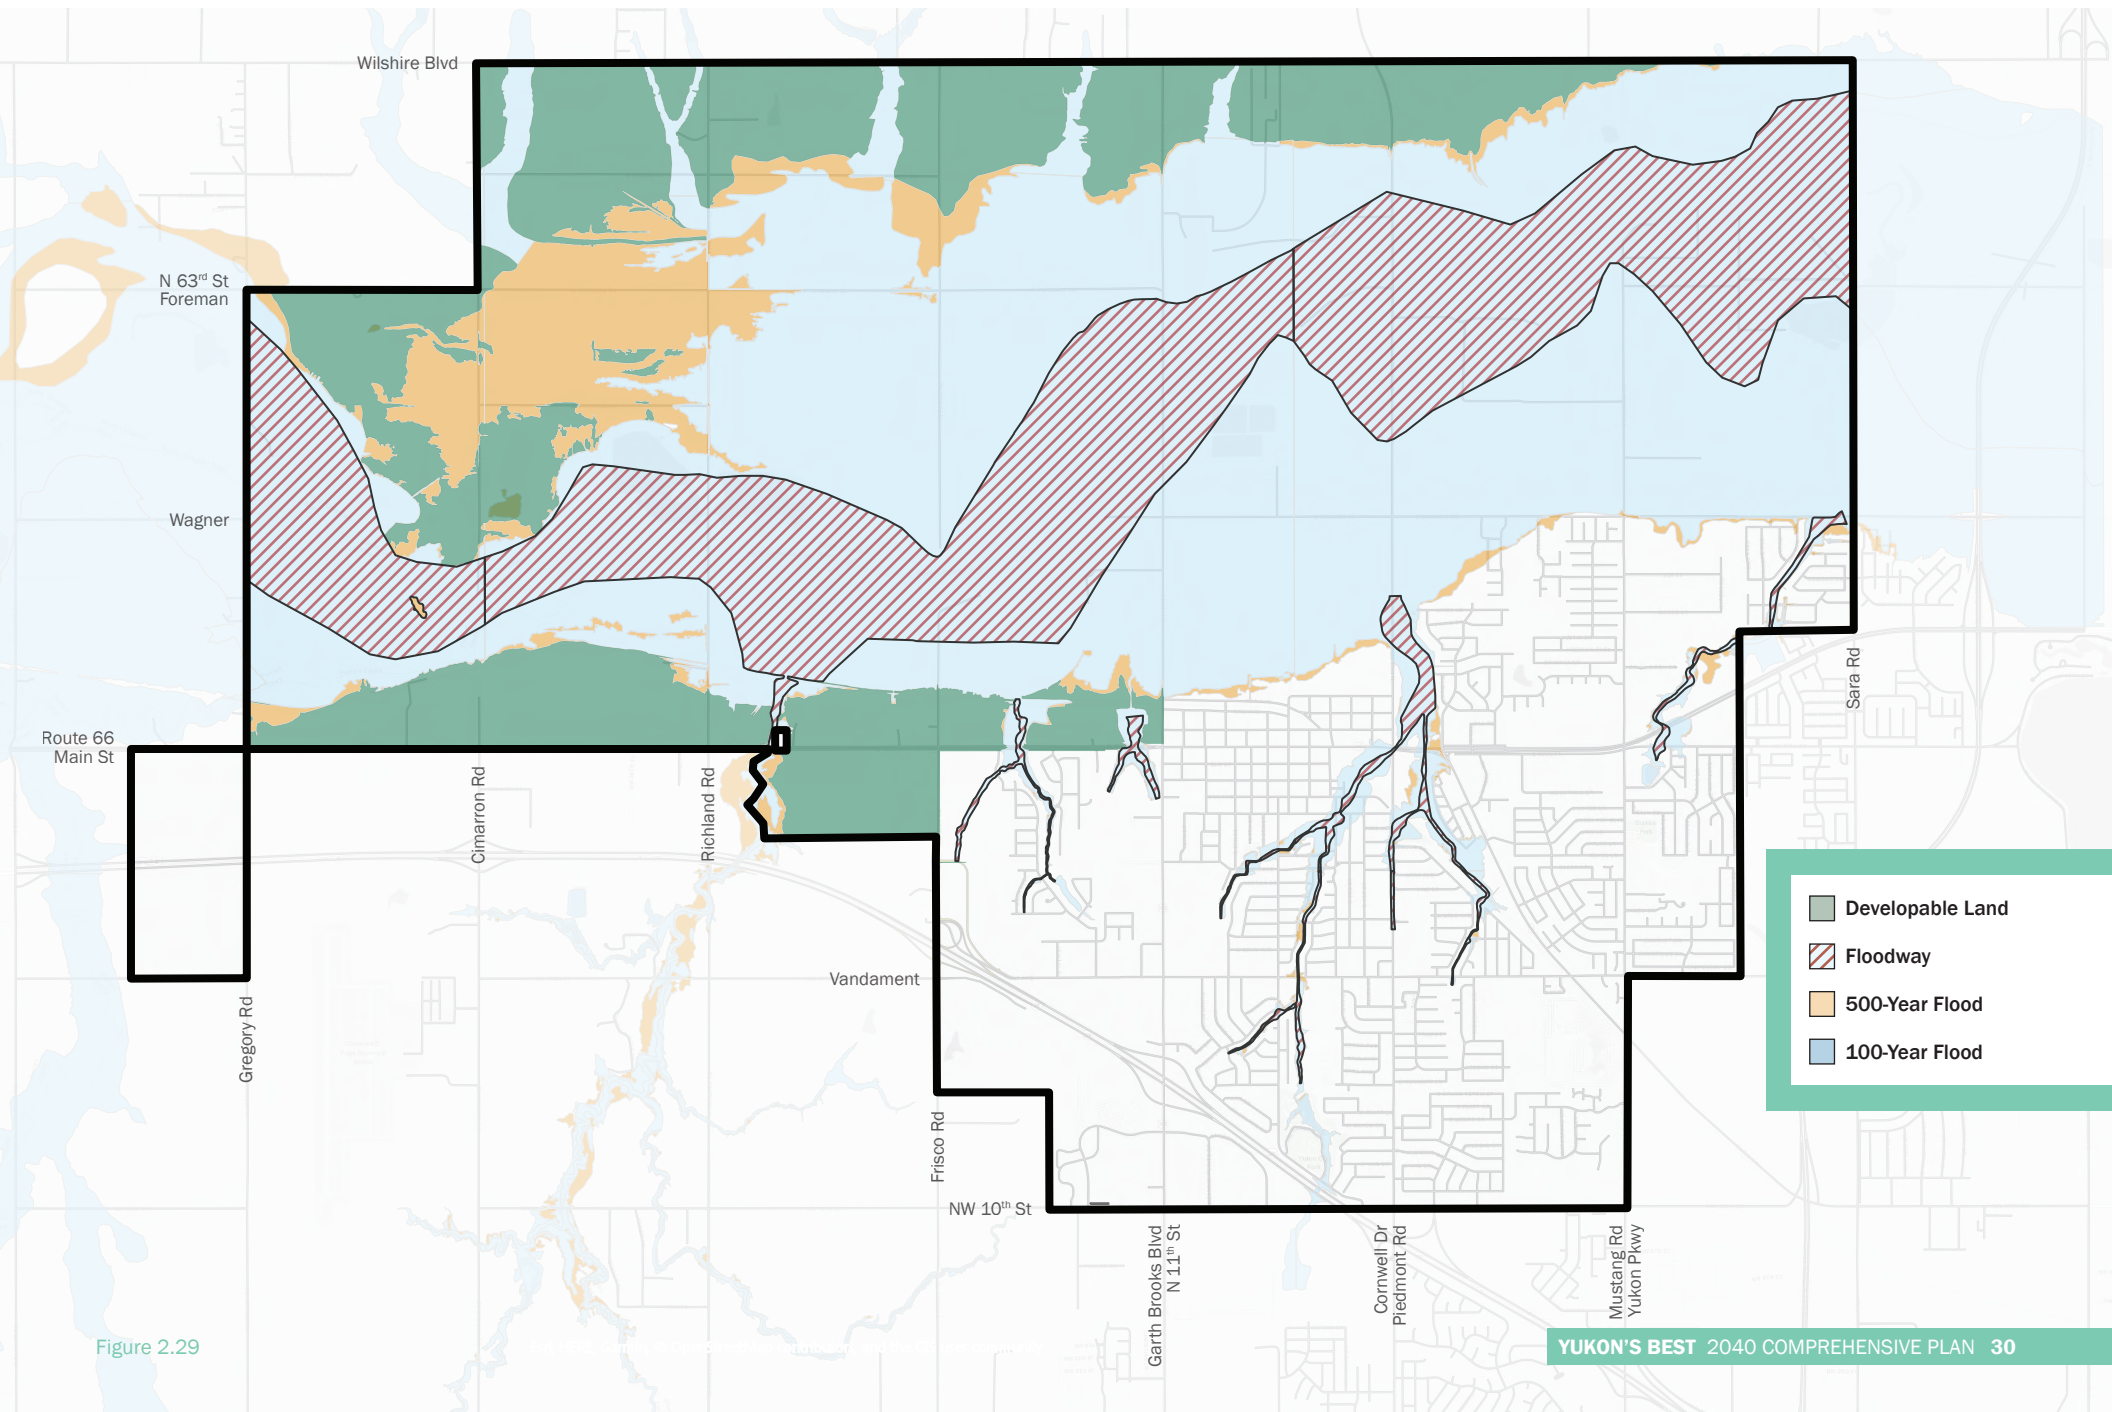 Wilshire Blvd
N 63rd St
Foreman
Wagner
Route 66
Main St
Cimarron Rd
Richland Rd
Sara Rd
Developable Land
Floodway
500-Year Flood
100-Year Flood
Vandament
Gregory Rd
Frisco Rd
NW 10th St
Garth Brooks Blvd
N 11th St
Cornwell Dr
Piedmont Rd
Mustang Rd
Yukon Pkwy
Figure 2.29
YUKON'S BEST 2040 COMPREHENSIVE PLAN 30